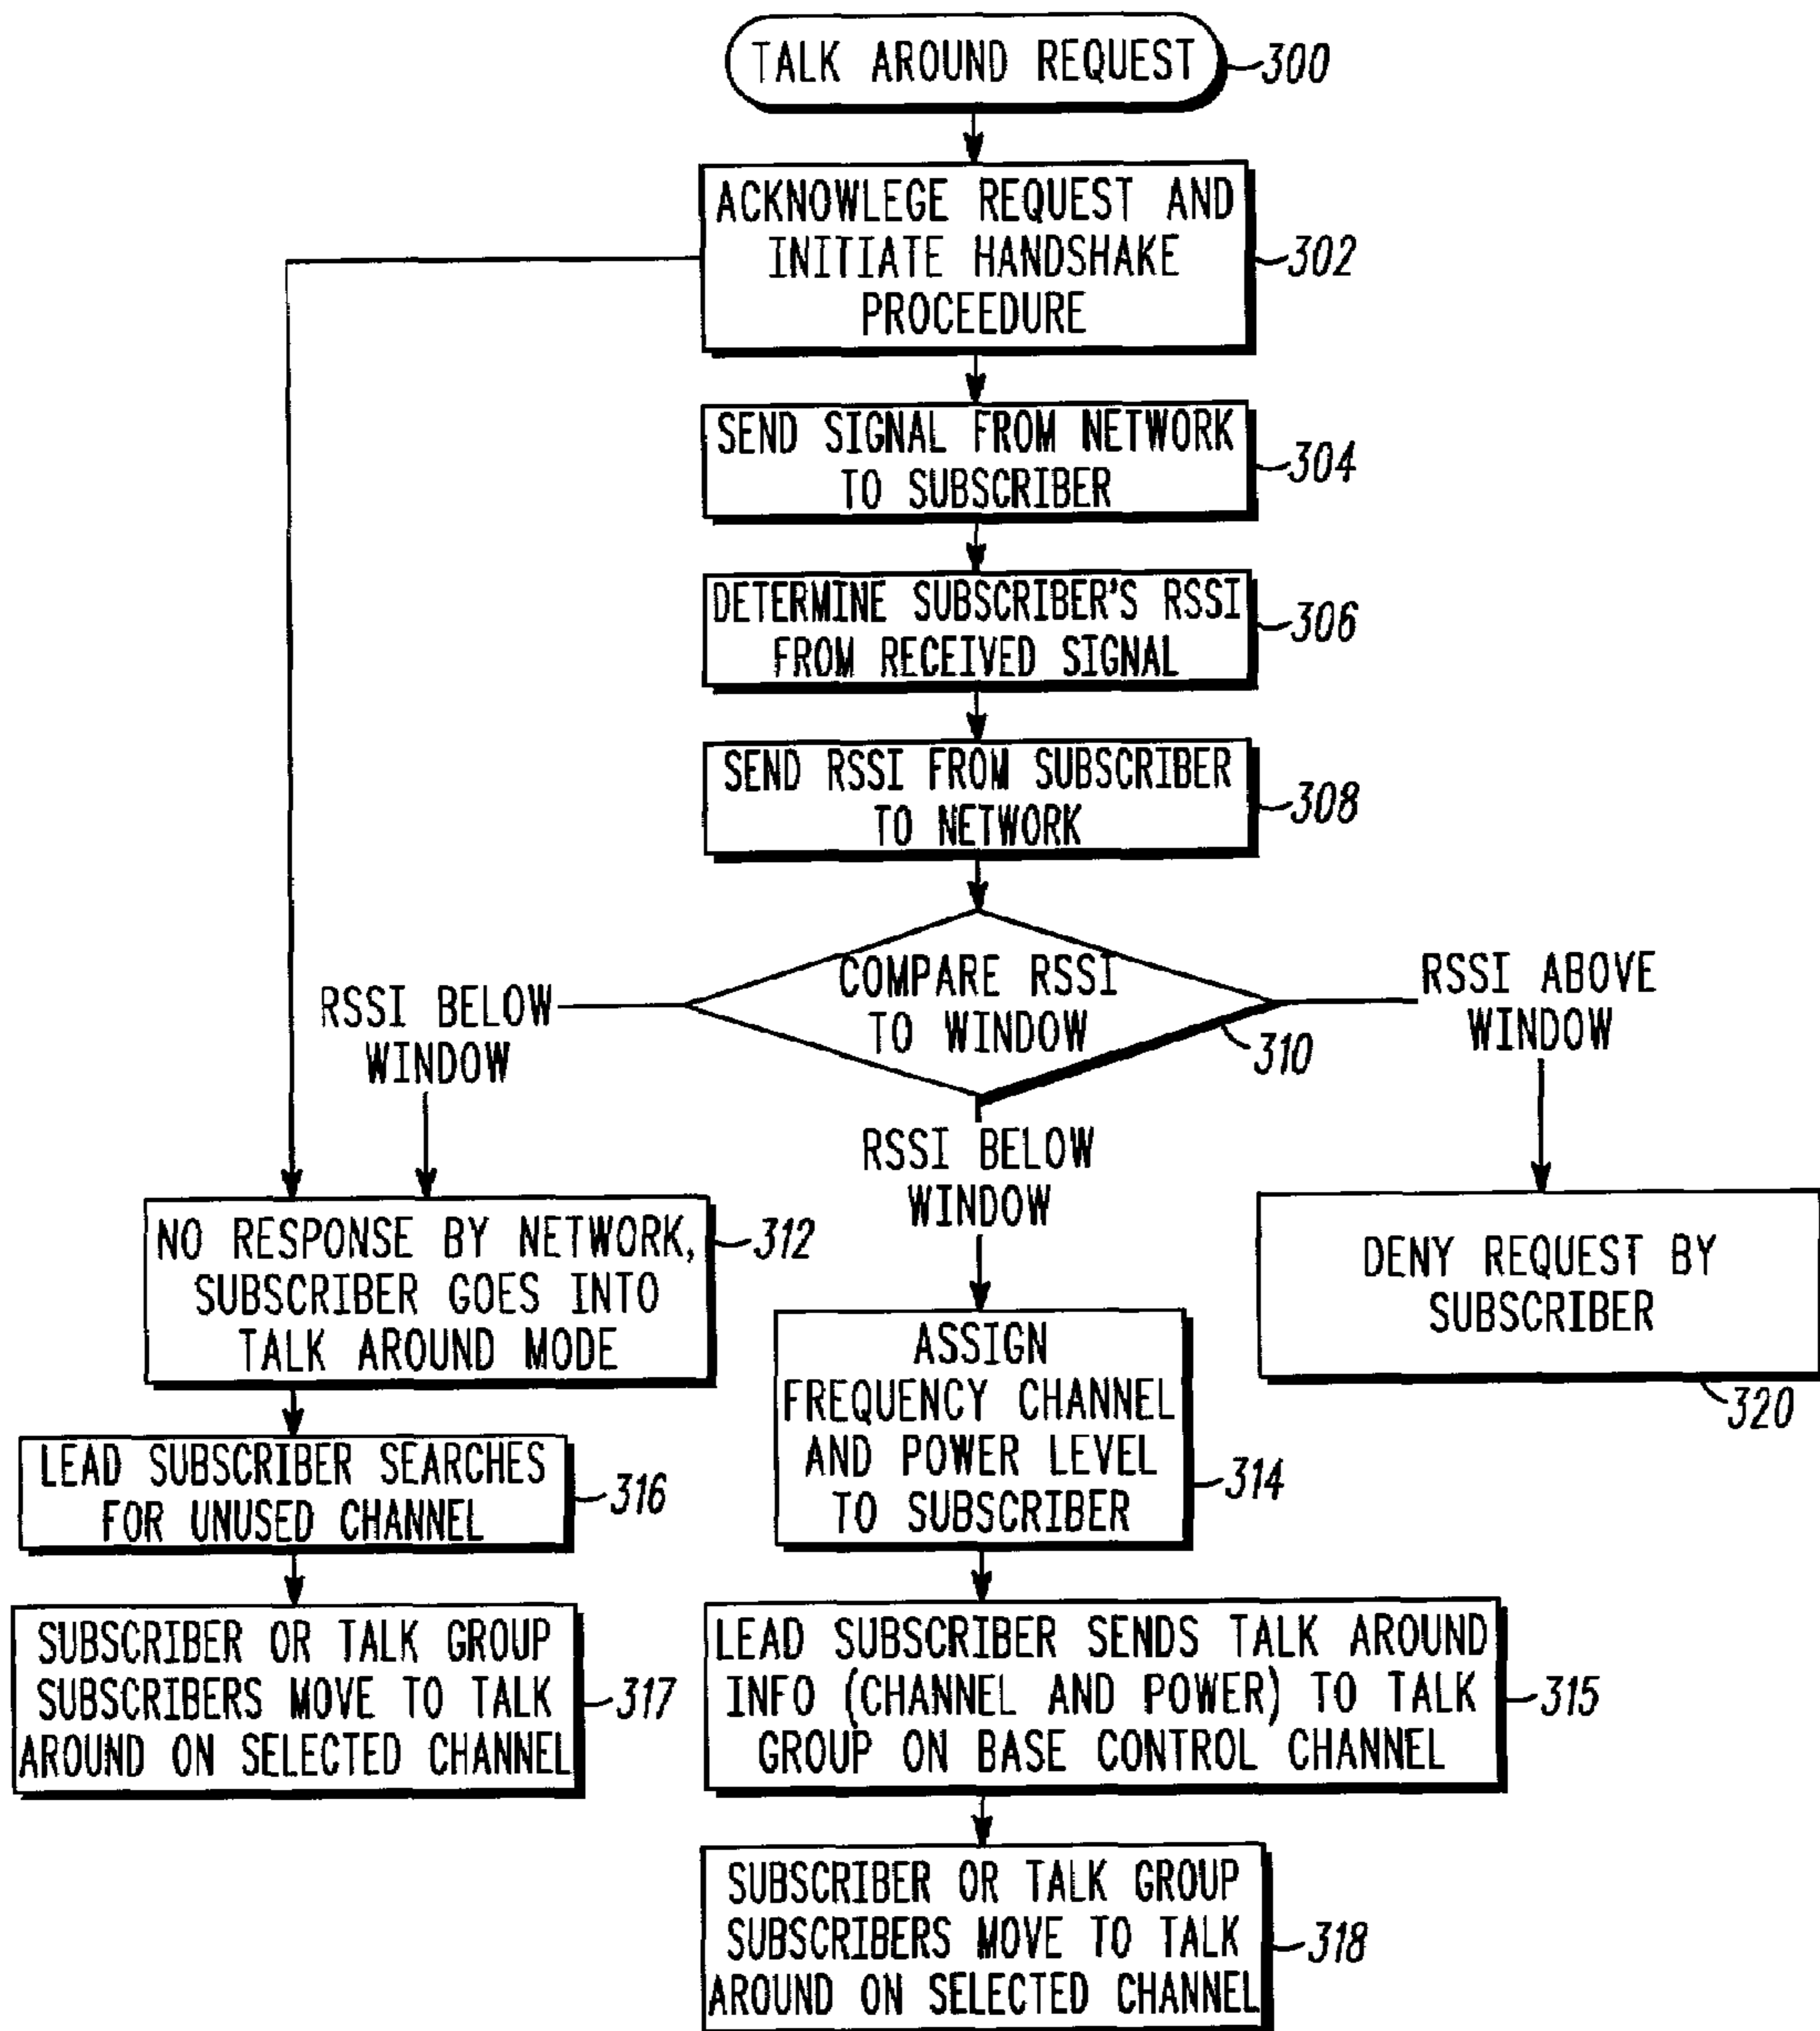 TALK AROUND REQUEST
300
ACKNOWLEGE REQUEST AND
INITIATE HANDSHAKE
PROCEEDURE
302
SEND SIGNAL FROM NETWORK
TO SUBSCRIBER
304
DETERMINE SUBSCRIBER'S RSSI
FROM RECEIVED SIGNAL
306
SEND RSSI FROM SUBSCRIBER
TO NETWORK
308
COMPARE RSSI
TO WINDOW
310
RSSI BELOW
WINDOW
RSSI BELOW
WINDOW
RSSI ABOVE
WINDOW
NO RESPONSE BY NETWORK,
SUBSCRIBER GOES INTO
TALK AROUND MODE
312
ASSIGN
FREQUENCY CHANNEL
AND POWER LEVEL
TO SUBSCRIBER
314
DENY REQUEST BY
SUBSCRIBER
320
LEAD SUBSCRIBER SEARCHES
FOR UNUSED CHANNEL
316
SUBSCRIBER OR TALK GROUP
SUBSCRIBERS MOVE TO TALK
AROUND ON SELECTED CHANNEL
317
LEAD SUBSCRIBER SENDS TALK AROUND
INFO (CHANNEL AND POWER) TO TALK
GROUP ON BASE CONTROL CHANNEL
315
SUBSCRIBER OR TALK GROUP
SUBSCRIBERS MOVE TO TALK
AROUND ON SELECTED CHANNEL
318